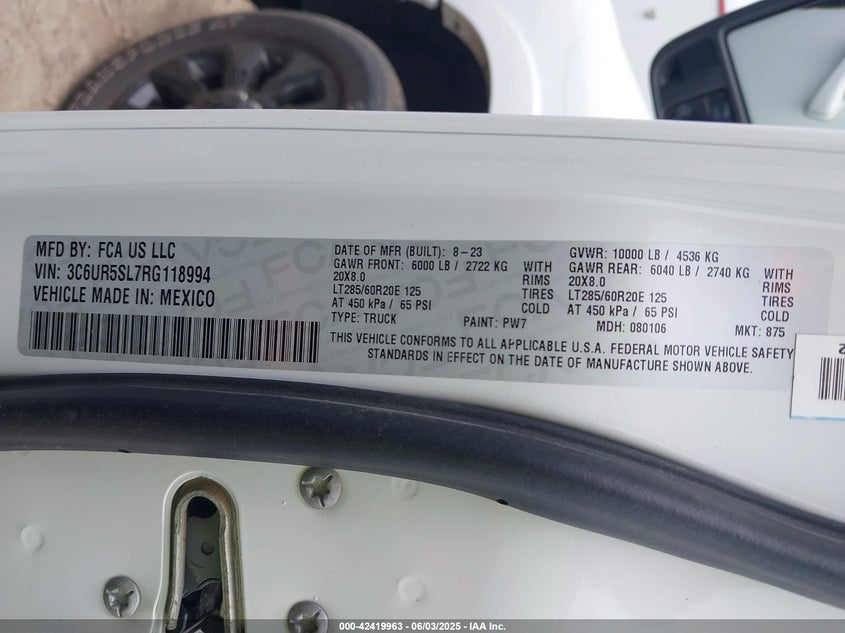 MFD BY: FCA US LLC
VIN: 3C6UR5SL7RG118994
VEHICLE MADE IN: MEXICO
DATE OF MFR (BUILT): 8-23
GVWR: 10000 LB / 4536 KG
GAWR FRONT: 6000 LB / 2722 KG WITH
20X8.0 RIMS
LT285/60R20E 125 TIRES
AT 450 kPa / 65 PSI COLD
GAWR REAR: 6040 LB / 2740 KG WITH
20X8.0 RIMS
LT285/60R20E 125 TIRES
AT 450 kPa / 65 PSI COLD
TYPE: TRUCK PAINT: PW7 MDH: 080106 MKT: 875
THIS VEHICLE CONFORMS TO ALL APPLICABLE U.S.A. FEDERAL MOTOR VEHICLE SAFETY
STANDARDS IN EFFECT ON THE DATE OF MANUFACTURE SHOWN ABOVE.
000-42419963 - 06/03/2025 - IAA Inc.